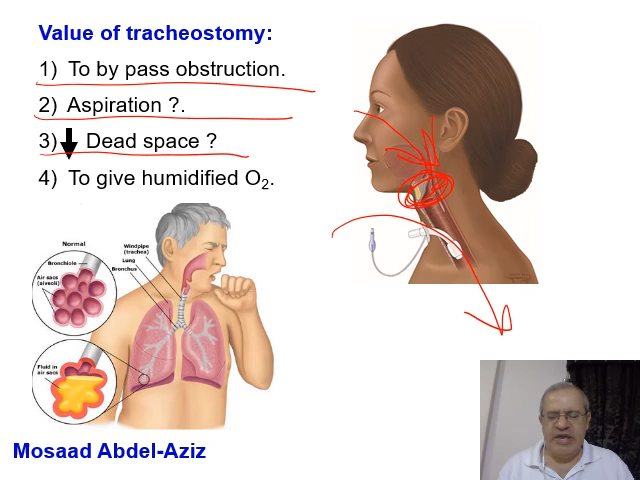 Value of tracheostomy:
1) To by pass obstruction.
2) Aspiration ?.
3) Dead space ?
4) To give humidified O₂.
Normal
Bronchiole
Air sacs
(alveoli)
Windpipe
(trachea)
Lung
Bronchus
Fluid in
air sacs
Mosaad Abdel-Aziz